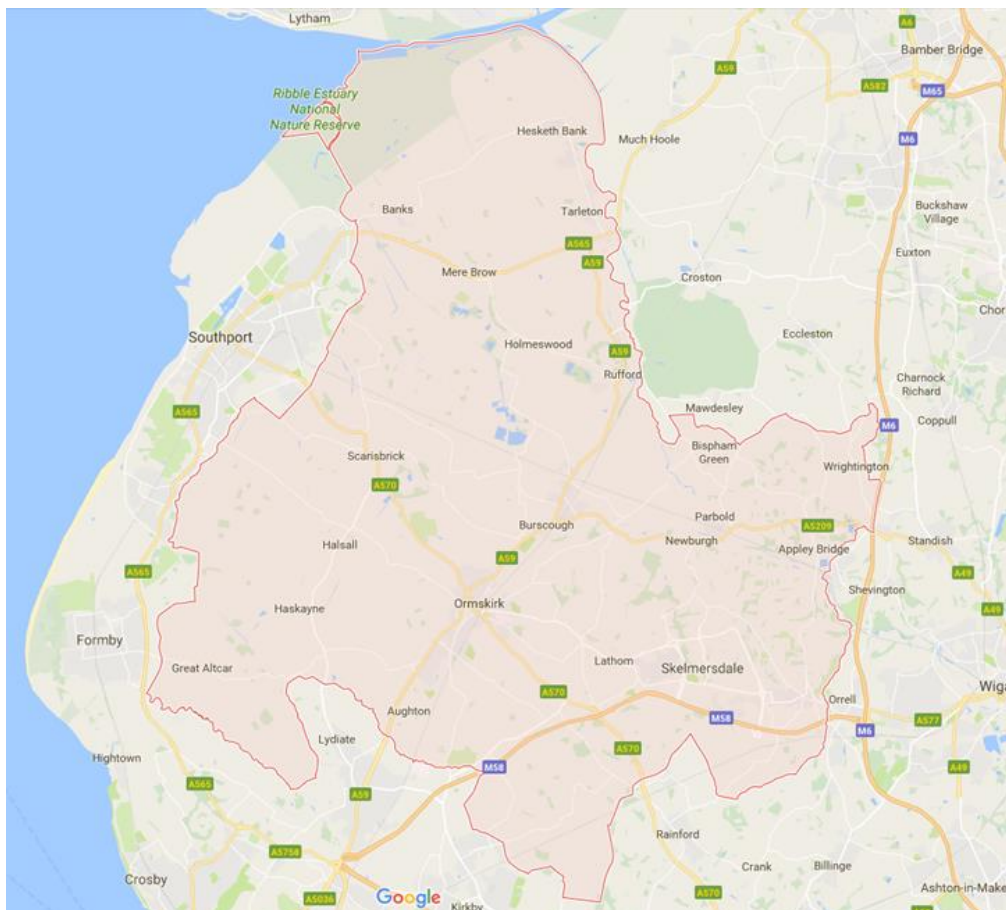 Lytham
A6
Bamber Bridge
A59
A582
M65
Ribble Estuary
National
Nature Reserve
Hesketh Bank
Much Hoole
M6
Banks
Tarleton
Buckshaw
Village
A565
A59
Euxton
Mere Brow
Croston
Southport
Holmeswood
Eccleston
A59
Rufford
Charnock
Richard
A565
Mawdesley
Coppull
M6
Scarisbrick
Bispham
Green
Wrightington
A570
Parbold
Burscough
A5209
Halsall
Newburgh
Appley Bridge
Standish
A59
A565
A49
Shevington
Haskayne
Ormskirk
A49
Formby
Great Altcar
Lathom
Skelmersdale
A570
Orrell
Aughton
M58
A577
Lydiate
A570
M6
Hightown
M58
A49
A565
A59
Rainford
A5758
Crank
Billinge
Crosby
A5036
Google
A570